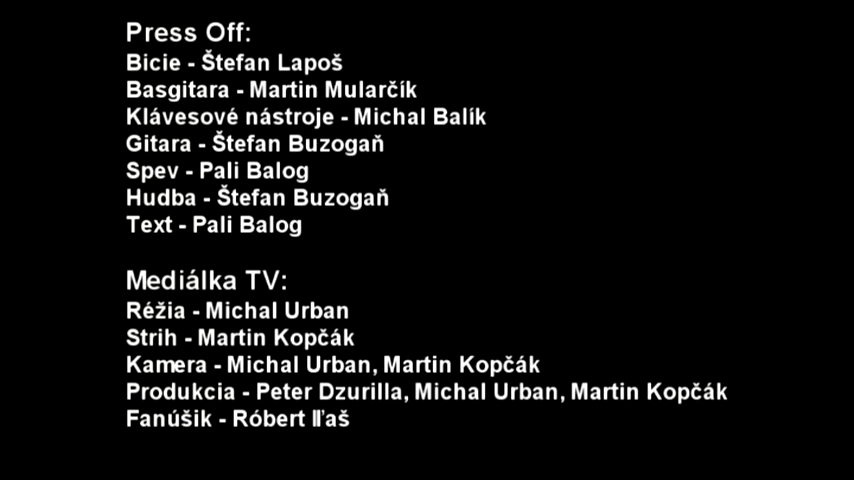 Press Off:
Bicie - Štefan Lapoš
Basgitara - Martin Mularčík
Klávesové nástroje - Michal Balík
Gitara - Štefan Buzogaň
Spev - Pali Balog
Hudba - Štefan Buzogaň
Text - Pali Balog
Mediálka TV:
Réžia - Michal Urban
Strih - Martin Kopčák
Kamera - Michal Urban, Martin Kopčák
Produkcia - Peter Dzurilla, Michal Urban, Martin Kopčák
Fanúšik - Róbert Iľaš